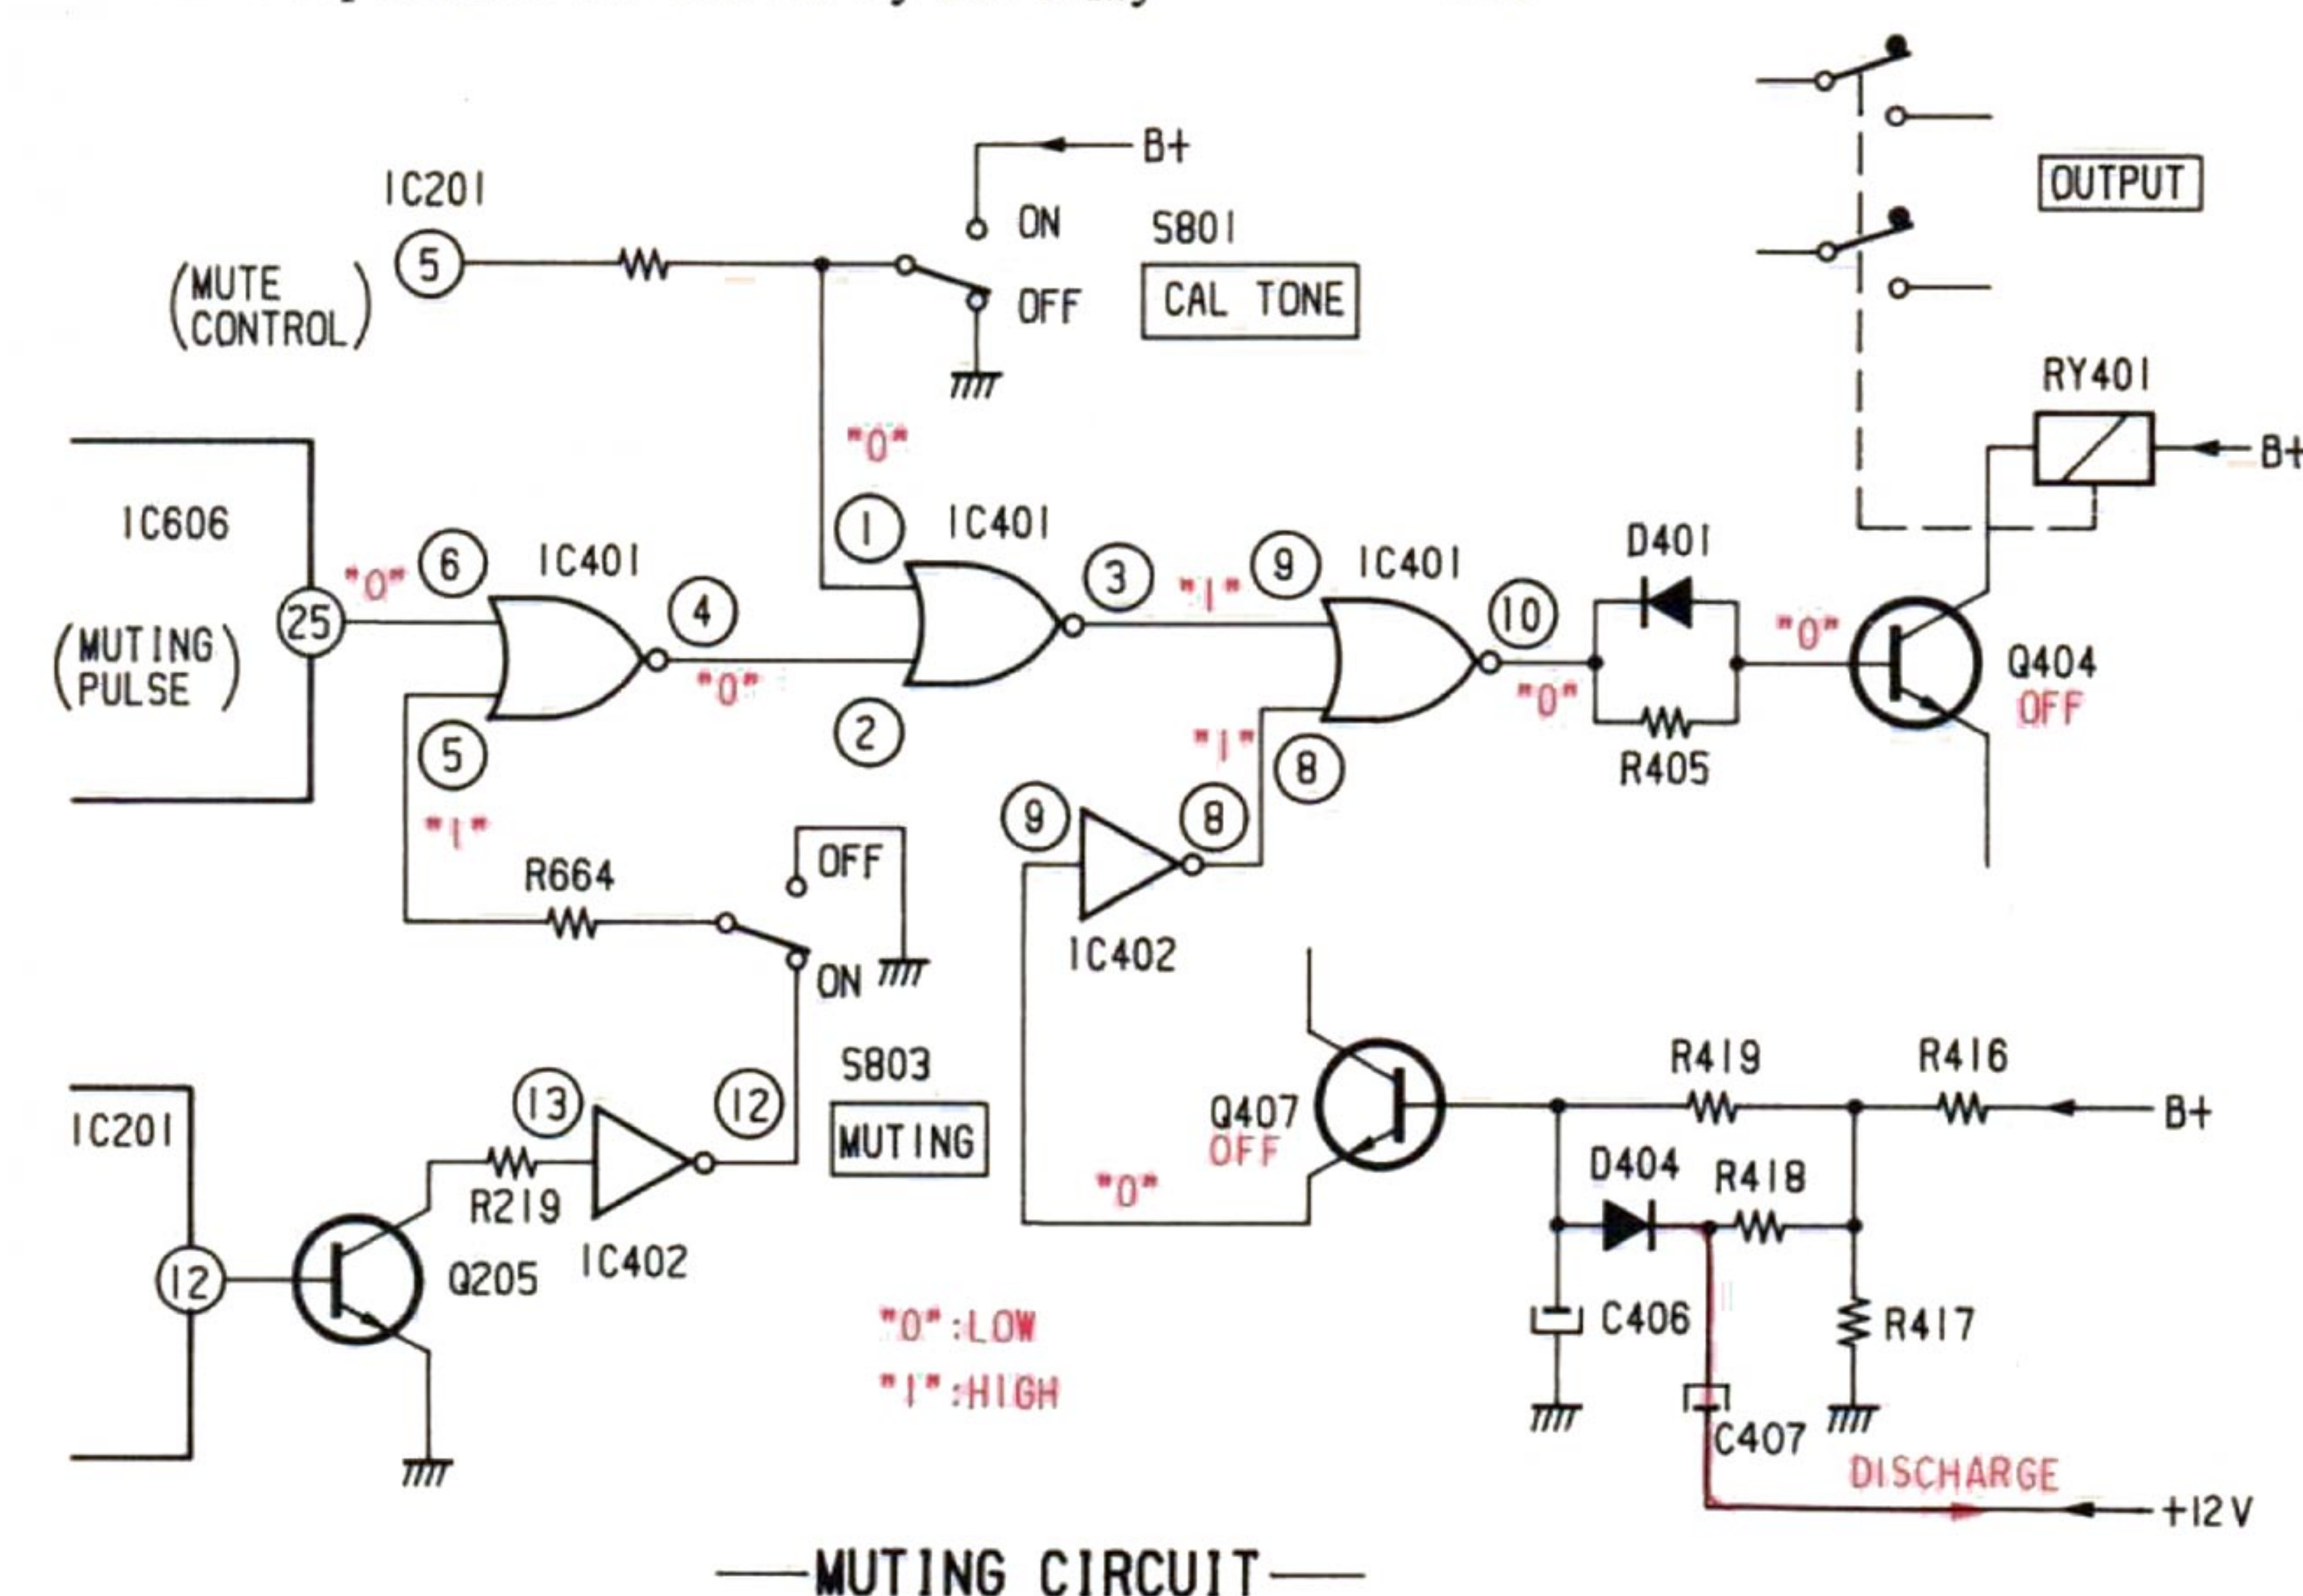 B+
IC201
ON
S801
5
(MUTE
CONTROL)
OFF
CAL TONE
OUTPUT
RY401
B+
"0"
IC606
"0"
6
IC401
1
IC401
4
3
"1"
9
IC401
10
D401
25
(MUTING
PULSE)
"0"
"0"
"0"
Q404
OFF
5
2
"1"
8
R405
"1"
9
8
OFF
R664
IC402
ON
S803
R419
R416
13
12
Q407
OFF
B+
IC201
MUTING
D404
R418
R219
"0"
12
Q205
IC402
"0":LOW
C406
R417
"1":HIGH
C407
DISCHARGE
+12V
MUTING CIRCUIT